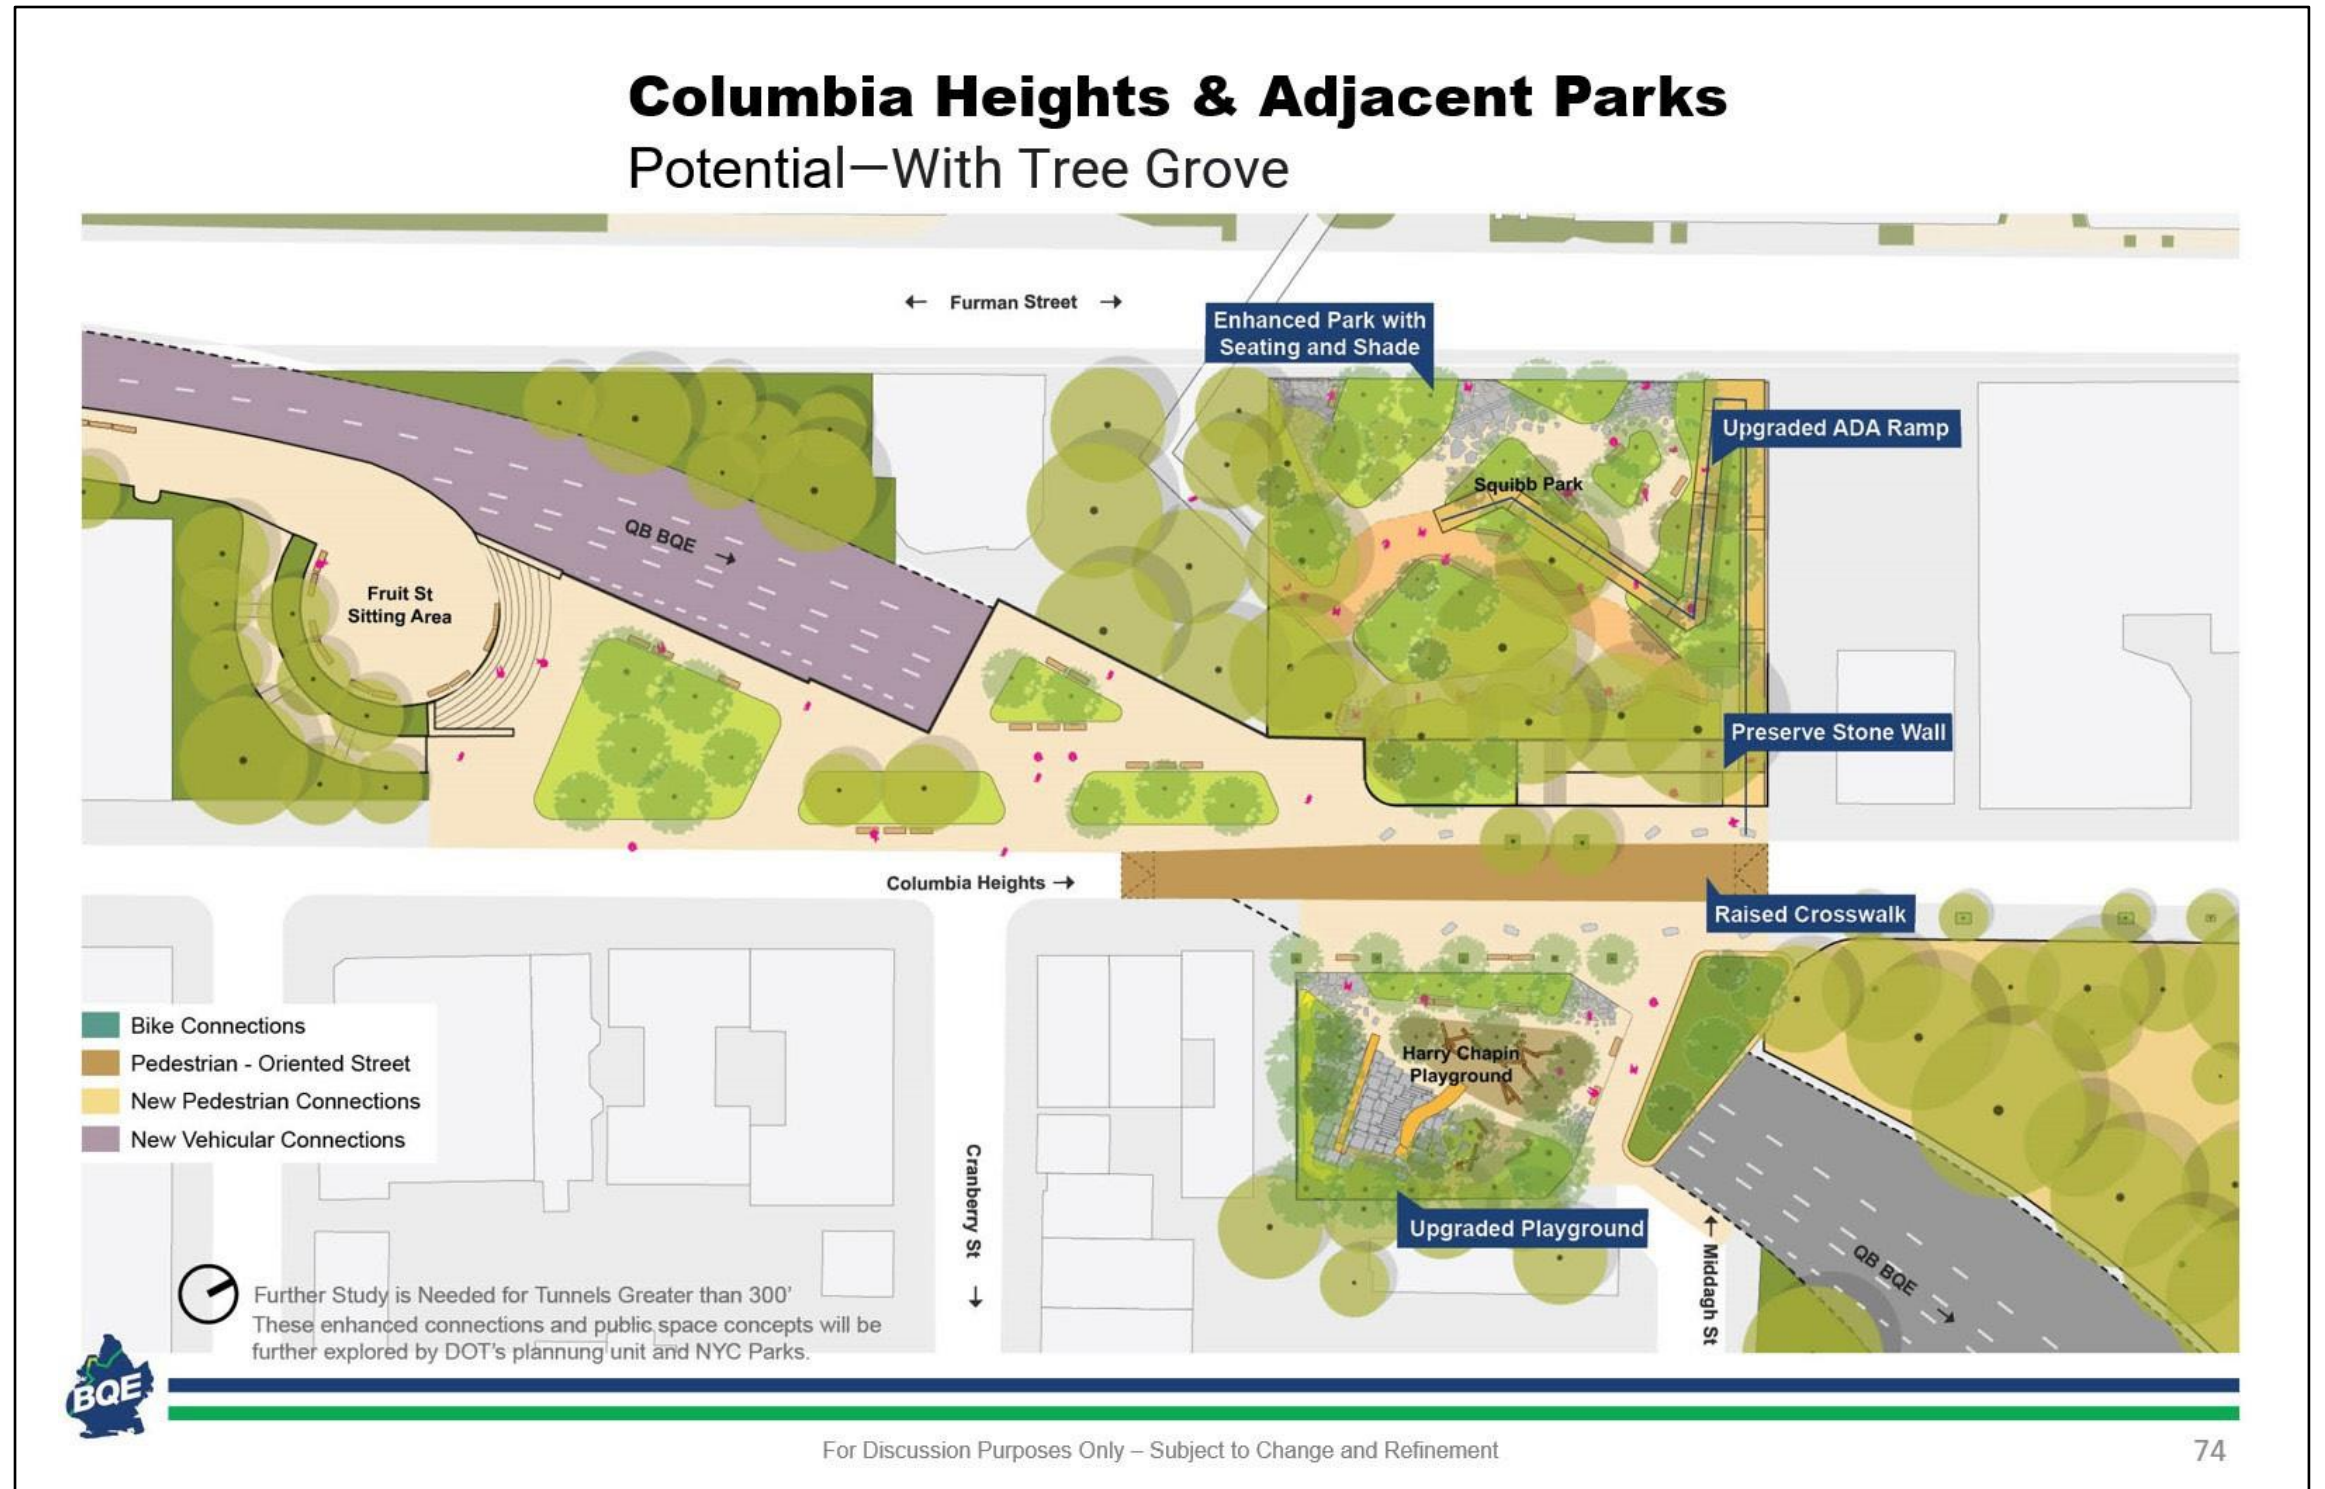 Columbia Heights & Adjacent Parks
Potential—With Tree Grove
← Furman Street →
Enhanced Park with
Seating and Shade
Upgraded ADA Ramp
Squibb Park
QB BQE →
Fruit St
Sitting Area
Preserve Stone Wall
Columbia Heights →
Raised Crosswalk
Bike Connections
Pedestrian - Oriented Street
New Pedestrian Connections
New Vehicular Connections
Harry Chapin
Playground
Cranberry St →
Upgraded Playground
← Middagh St
QB BQE →
Further Study is Needed for Tunnels Greater than 300'
These enhanced connections and public space concepts will be
further explored by DOT's plannung unit and NYC Parks.
BQE
For Discussion Purposes Only – Subject to Change and Refinement
74